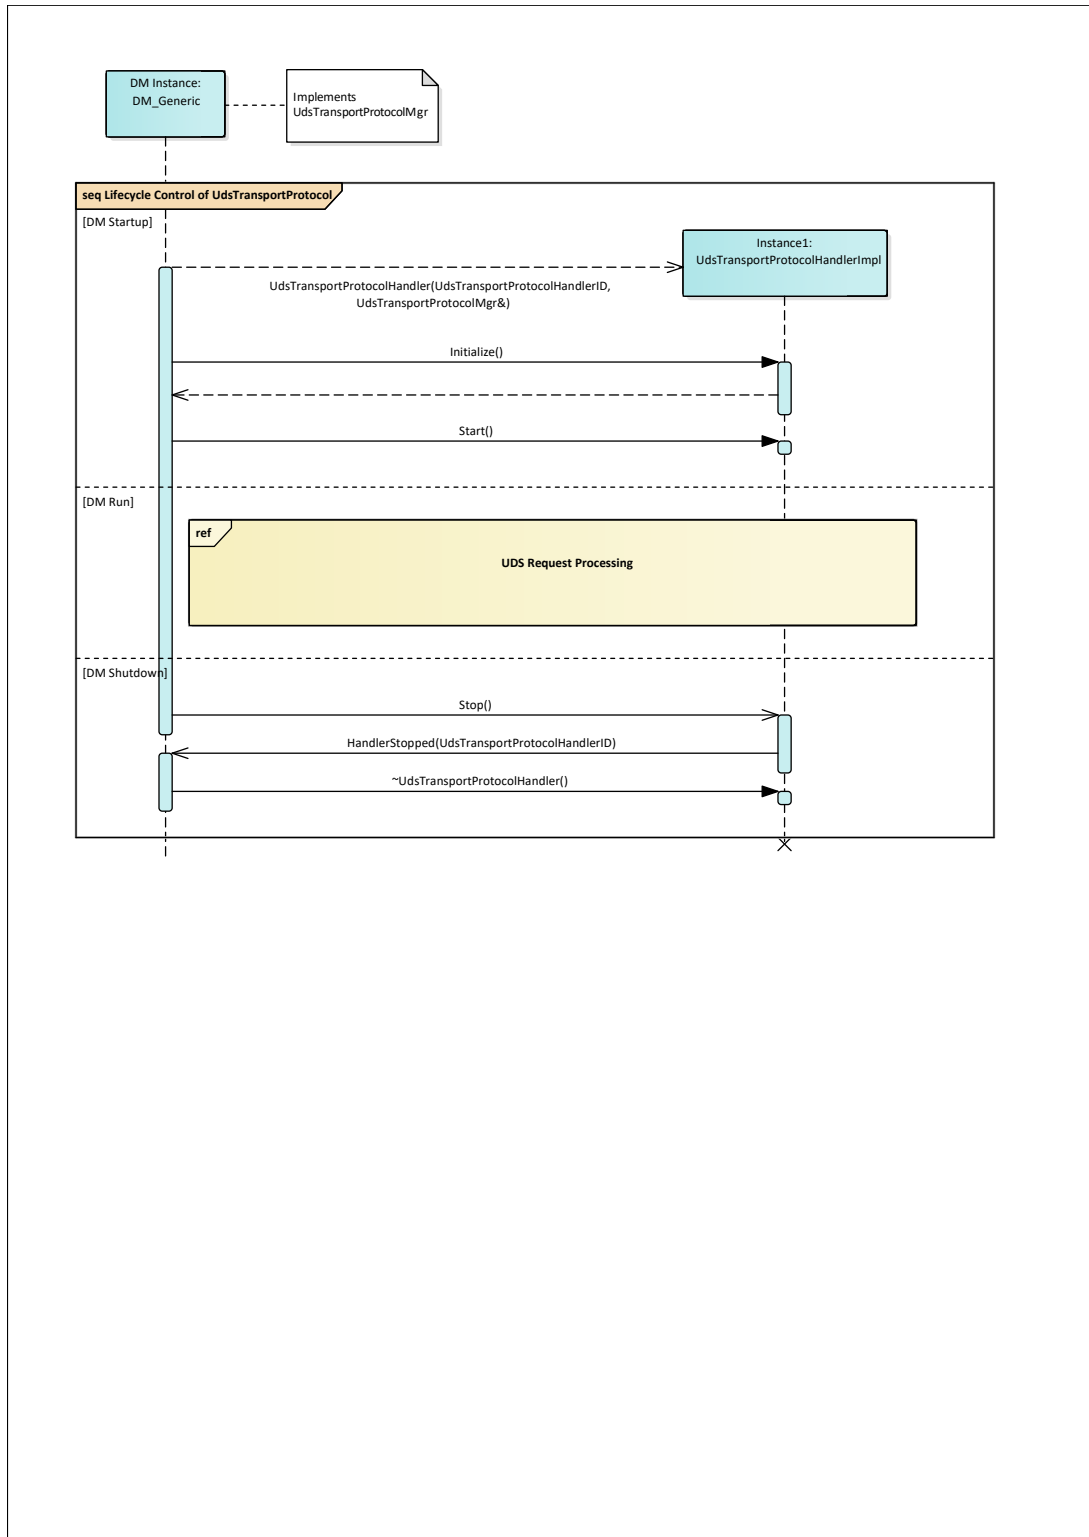 DM Instance:
DM_Generic
Implements
UdsTransportProtocolMgr
seq Lifecycle Control of UdsTransportProtocol
[DM Startup]
Instance1:
UdsTransportProtocolHandlerImpl
UdsTransportProtocolHandler(UdsTransportProtocolHandlerID,
UdsTransportProtocolMgr&)
Initialize()
Start()
[DM Run]
ref
UDS Request Processing
[DM Shutdown]
Stop()
HandlerStopped(UdsTransportProtocolHandlerID)
~UdsTransportProtocolHandler()